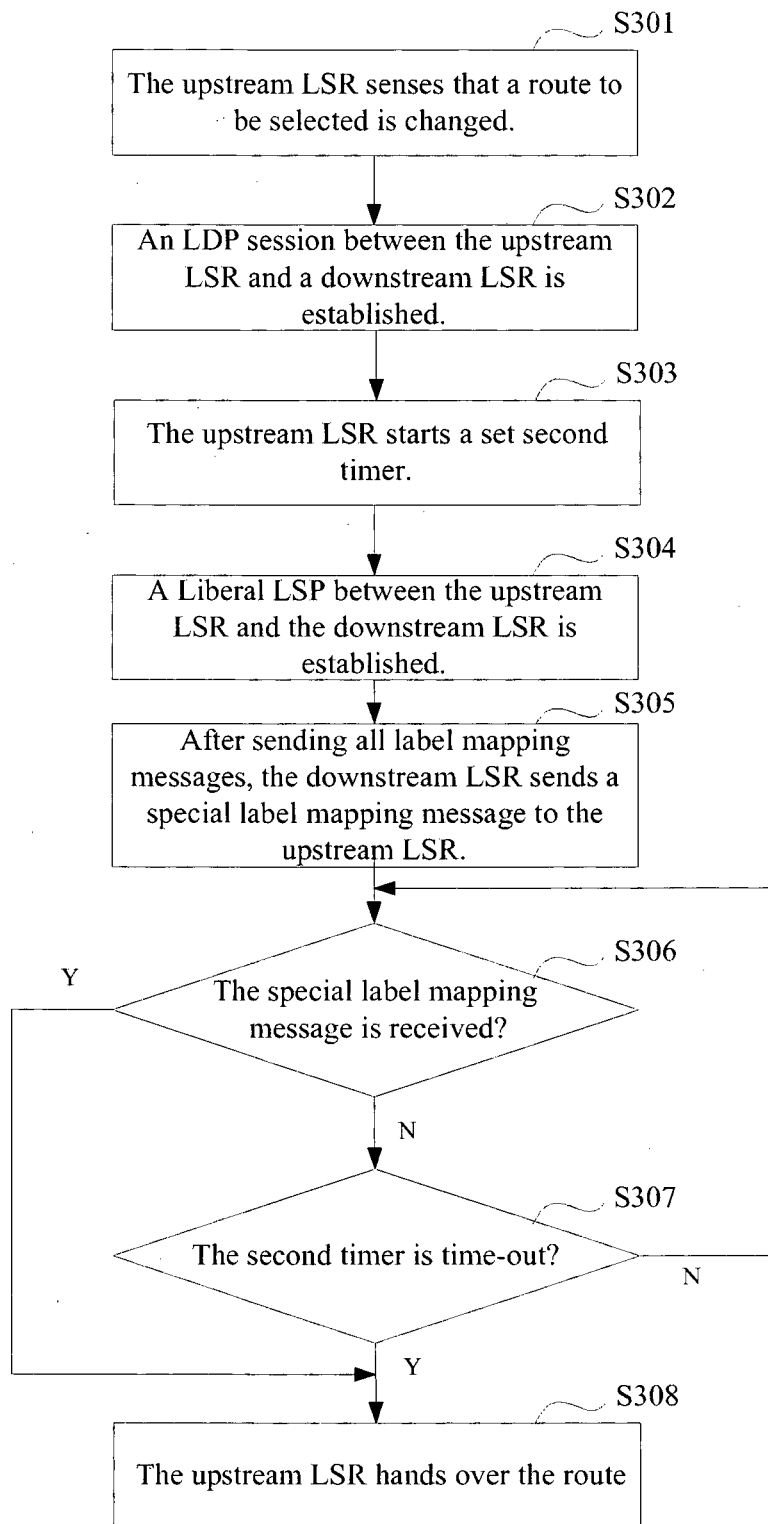 S301
The upstream LSR senses that a route to
be selected is changed.
S302
An LDP session between the upstream
LSR and a downstream LSR is
established.
S303
The upstream LSR starts a set second
timer.
S304
A Liberal LSP between the upstream
LSR and the downstream LSR is
established.
S305
After sending all label mapping
messages, the downstream LSR sends a
special label mapping message to the
upstream LSR.
S306
Y
The special label mapping
message is received?
N
S307
The second timer is time-out?
N
Y
S308
The upstream LSR hands over the route